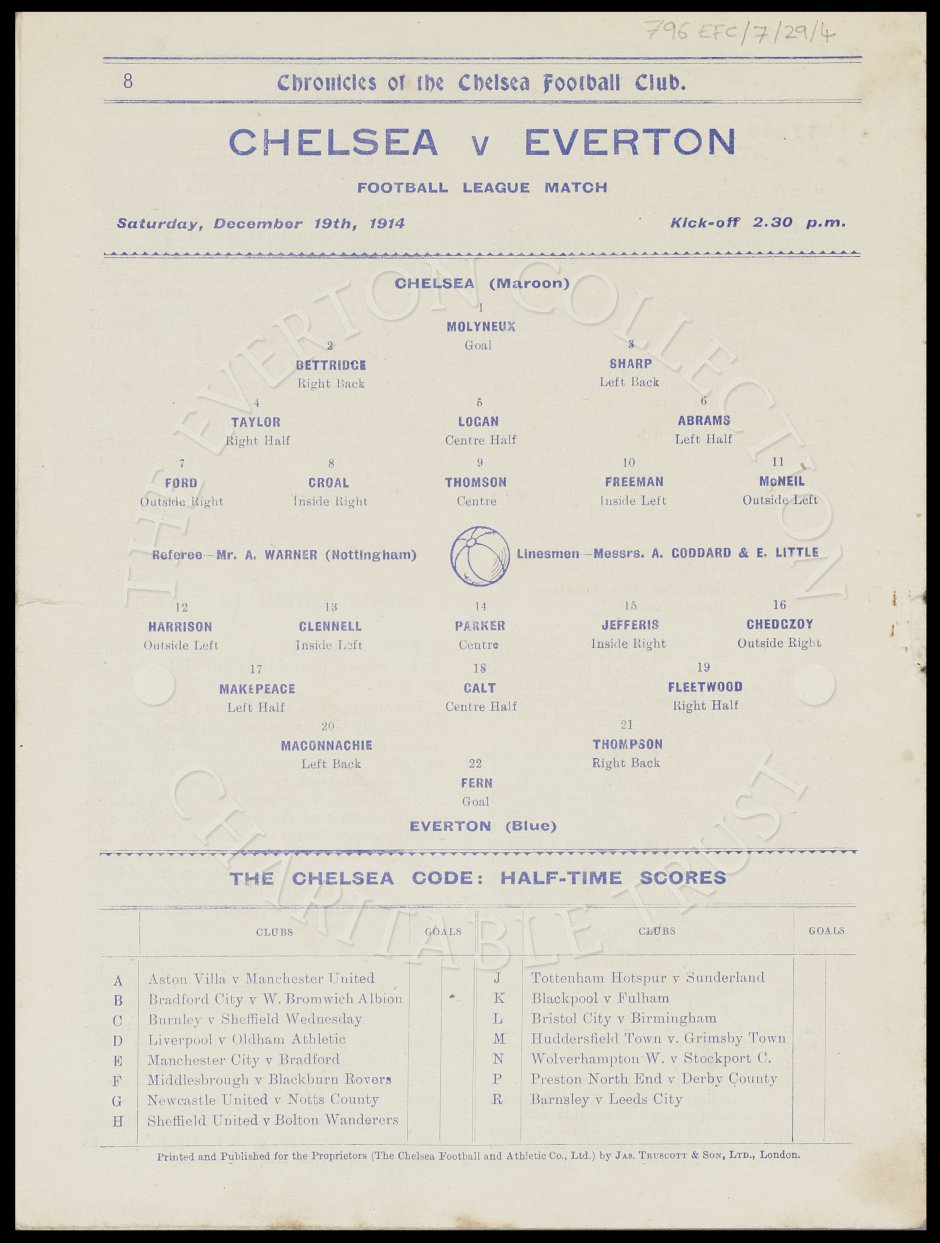 796 EFC/7/29/4
8 Chronicles of the Chelsea Football Club.
CHELSEA v EVERTON
FOOTBALL LEAGUE MATCH
Saturday, December 19th, 1914 Kick-off 2.30 p.m.
CHELSEA (Maroon)
1
MOLYNEUX
Goal
2 3
BETTRIDGE SHARP
Right Back Left Back
4 5 6
TAYLOR LOGAN ABRAMS
Right Half Centre Half Left Half
7 8 9 10 11
FORD CROAL THOMSON FREEMAN McNEIL
Outside Right Inside Right Centre Inside Left Outside Left
Referee—Mr. A. WARNER (Nottingham) Linesmen—Messrs. A. GODDARD & E. LITTLE
12 13 14 15 16
HARRISON CLENNELL PARKER JEFFERIS CHEDGZOY
Outside Left Inside Left Centre Inside Right Outside Right
17 18 19
MAKEPEACE GALT FLEETWOOD
Left Half Centre Half Right Half
20 21
MACONNACHIE THOMPSON
Left Back Right Back
22
FERN
Goal
EVERTON (Blue)
THE CHELSEA CODE: HALF-TIME SCORES
CLUBS GOALS CLUBS GOALS
A Aston Villa v Manchester United J Tottenham Hotspur v Sunderland
B Bradford City v W. Bromwich Albion K Blackpool v Fulham
C Burnley v Sheffield Wednesday L Bristol City v Birmingham
D Liverpool v Oldham Athletic M Huddersfield Town v. Grimsby Town
E Manchester City v Bradford N Wolverhampton W. v Stockport C.
F Middlesbrough v Blackburn Rovers P Preston North End v Derby County
G Newcastle United v Notts County R Barnsley v Leeds City
H Sheffield United v Bolton Wanderers
Printed and Published for the Proprietors (The Chelsea Football and Athletic Co., Ltd.) by JAS. TRUSCOTT & SON, LTD., London.
THE EVERTON COLLECTION
CHARITABLE TRUST